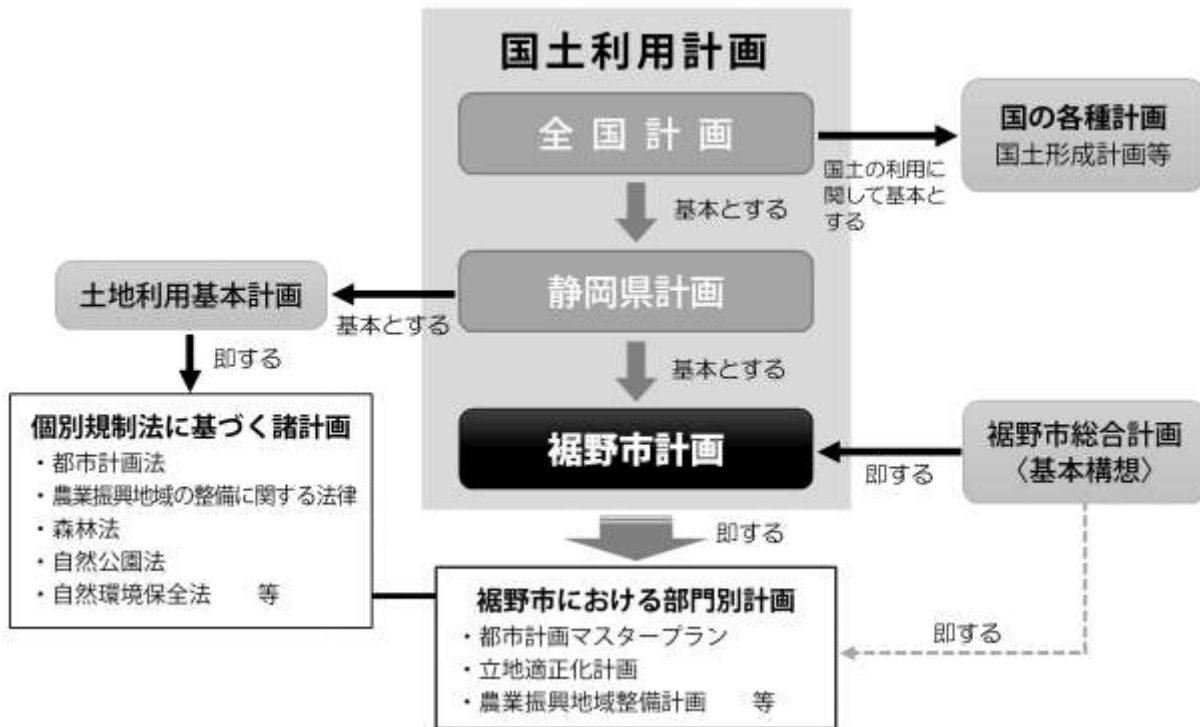 国土利用計画
全国計画
国の各種計画
国土形成計画等
国土の利用に
関して基本と
する
基本とする
静岡県計画
土地利用基本計画
基本とする
即する
基本とする
個別規制法に基づく諸計画
・都市計画法
・農業振興地域の整備に関する法律
・森林法
・自然公園法
・自然環境保全法　等
裾野市計画
裾野市総合計画
〈基本構想〉
即する
即する
裾野市における部門別計画
・都市計画マスタープラン
・立地適正化計画
・農業振興地域整備計画　等
即する